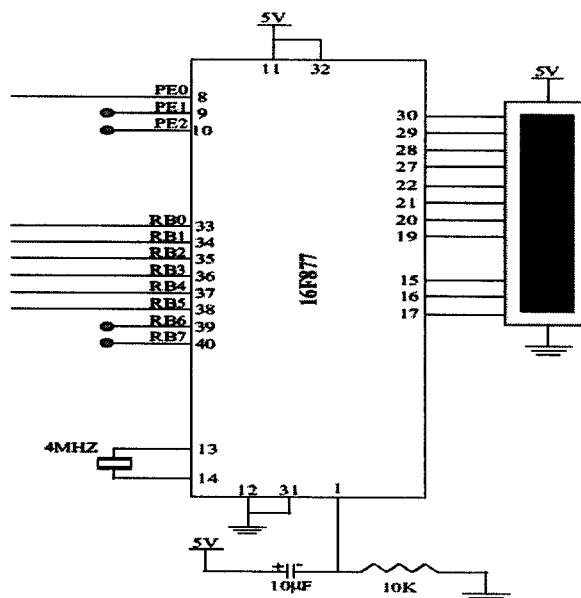 5V
11 32
PE0 8
PE1 9
PE2 10
5V
30
29
28
27
22
21
20
19
RB0 33
RB1 34
RB2 35
RB3 36
RB4 37
RB5 38
RB6 39
RB7 40
15
16
17
16F877
4MHZ
13
14
12 31 1
5V
+ -
10µF
10K